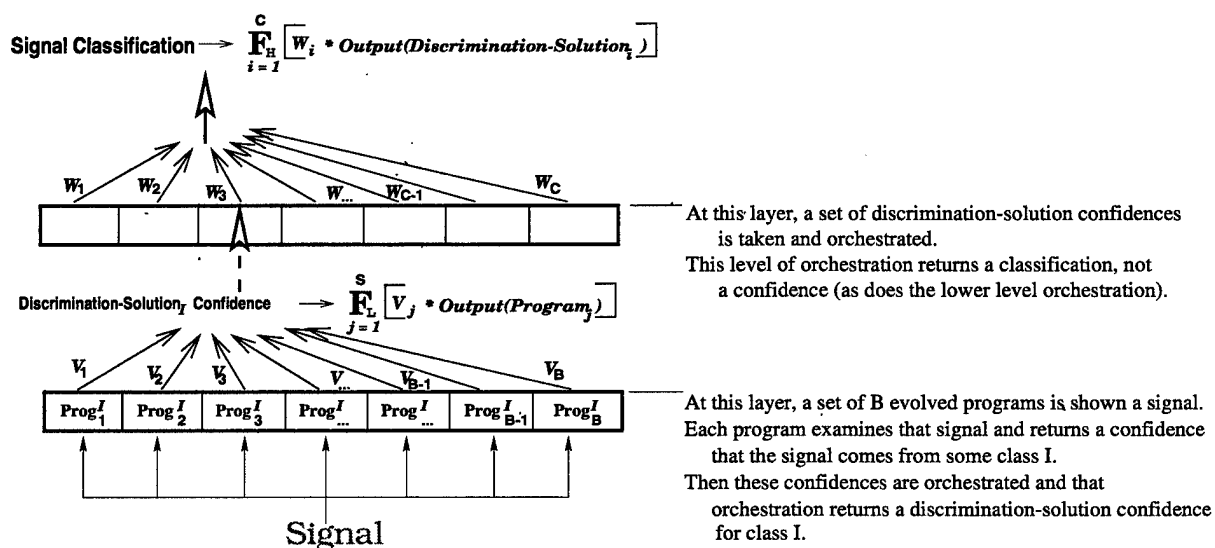 C
Signal Classification → F_H [W_i * Output(Discrimination-Solution_i)]
i = 1
W_1 W_2 W_3 W_... W_C-1 W_C
At this layer, a set of discrimination-solution confidences
is taken and orchestrated.
This level of orchestration returns a classification, not
a confidence (as does the lower level orchestration).
S
Discrimination-Solution_I Confidence → F_L [V_j * Output(Program_j)]
j = 1
V_1 V_2 V_3 V_... V_B-1 V_B
Prog^I_1 Prog^I_2 Prog^I_3 Prog^I_... Prog^I_... Prog^I_B-1 Prog^I_B
At this layer, a set of B evolved programs is shown a signal.
Each program examines that signal and returns a confidence
that the signal comes from some class I.
Then these confidences are orchestrated and that
orchestration returns a discrimination-solution confidence
for class I.
Signal